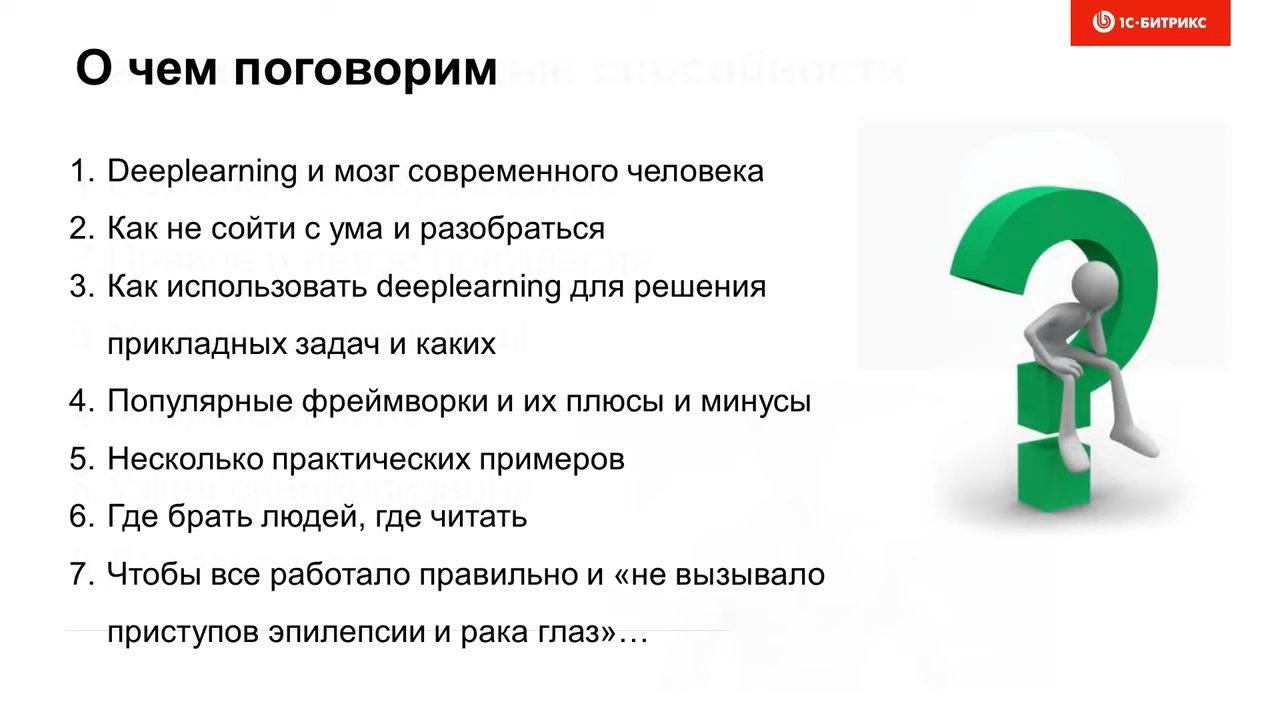 1С·БИТРИКС
О чем поговорим
1. Deeplearning и мозг современного человека
2. Как не сойти с ума и разобраться
3. Как использовать deeplearning для решения
прикладных задач и каких
4. Популярные фреймворки и их плюсы и минусы
5. Несколько практических примеров
6. Где брать людей, где читать
7. Чтобы все работало правильно и «не вызывало
приступов эпилепсии и рака глаз»…